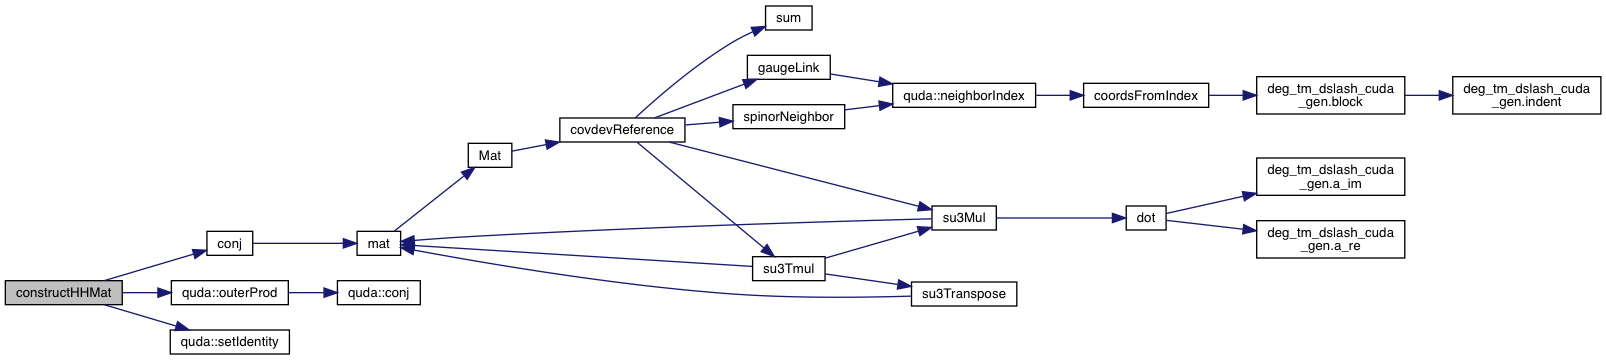 constructHHMat
conj
quda::outerProd
quda::setIdentity
mat
quda::conj
Mat
covdevReference
sum
gaugeLink
spinorNeighbor
su3Tmul
quda::neighborIndex
su3Mul
su3Transpose
coordsFromIndex
dot
deg_tm_dslash_cuda
_gen.block
deg_tm_dslash_cuda
_gen.a_im
deg_tm_dslash_cuda
_gen.a_re
deg_tm_dslash_cuda
_gen.indent